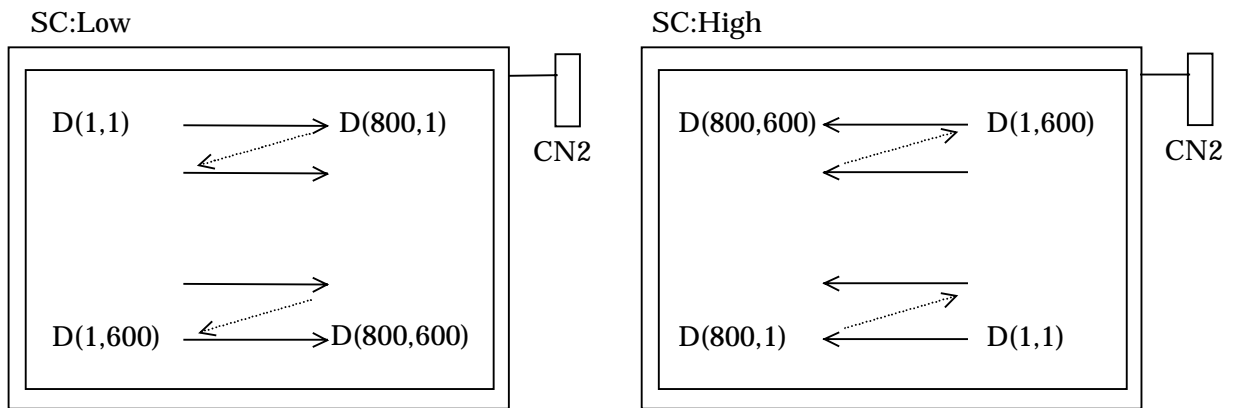 SC:Low
D(1,1) D(800,1)
CN2
D(1,600) D(800,600)
SC:High
D(800,600) D(1,600)
CN2
D(800,1) D(1,1)